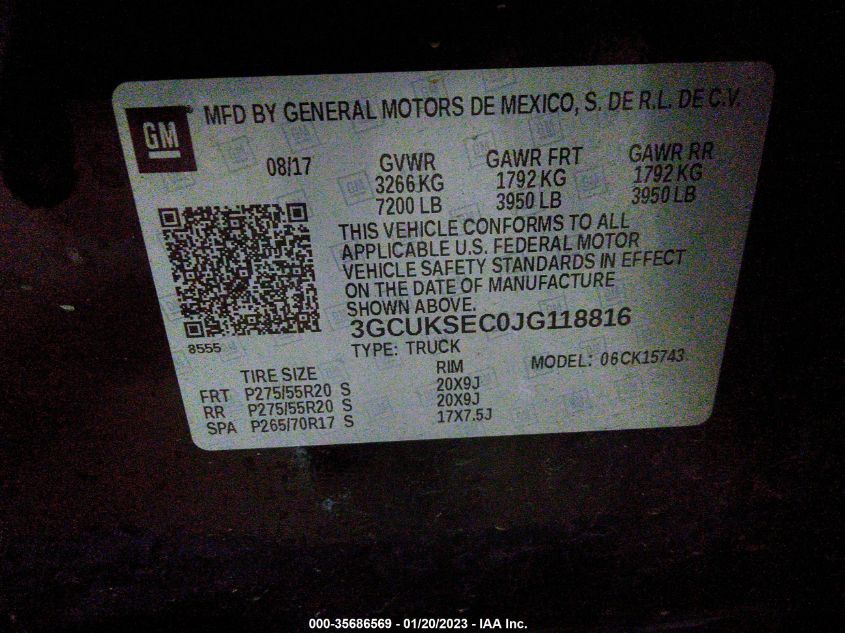 GM
MFD BY GENERAL MOTORS DE MEXICO, S. DE R.L. DE C.V.
08/17 GVWR GAWR FRT GAWR RR
3266 KG 1792 KG 1792 KG
7200 LB 3950 LB 3950 LB
THIS VEHICLE CONFORMS TO ALL
APPLICABLE U.S. FEDERAL MOTOR
VEHICLE SAFETY STANDARDS IN EFFECT
ON THE DATE OF MANUFACTURE
SHOWN ABOVE.
3GCUKSEC0JG118816
8555
TYPE: TRUCK MODEL: 06CK15743
TIRE SIZE RIM
FRT P275/55R20 S 20X9J
RR P275/55R20 S 20X9J
SPA P265/70R17 S 17X7.5J
000-35686569 - 01/20/2023 - IAA Inc.